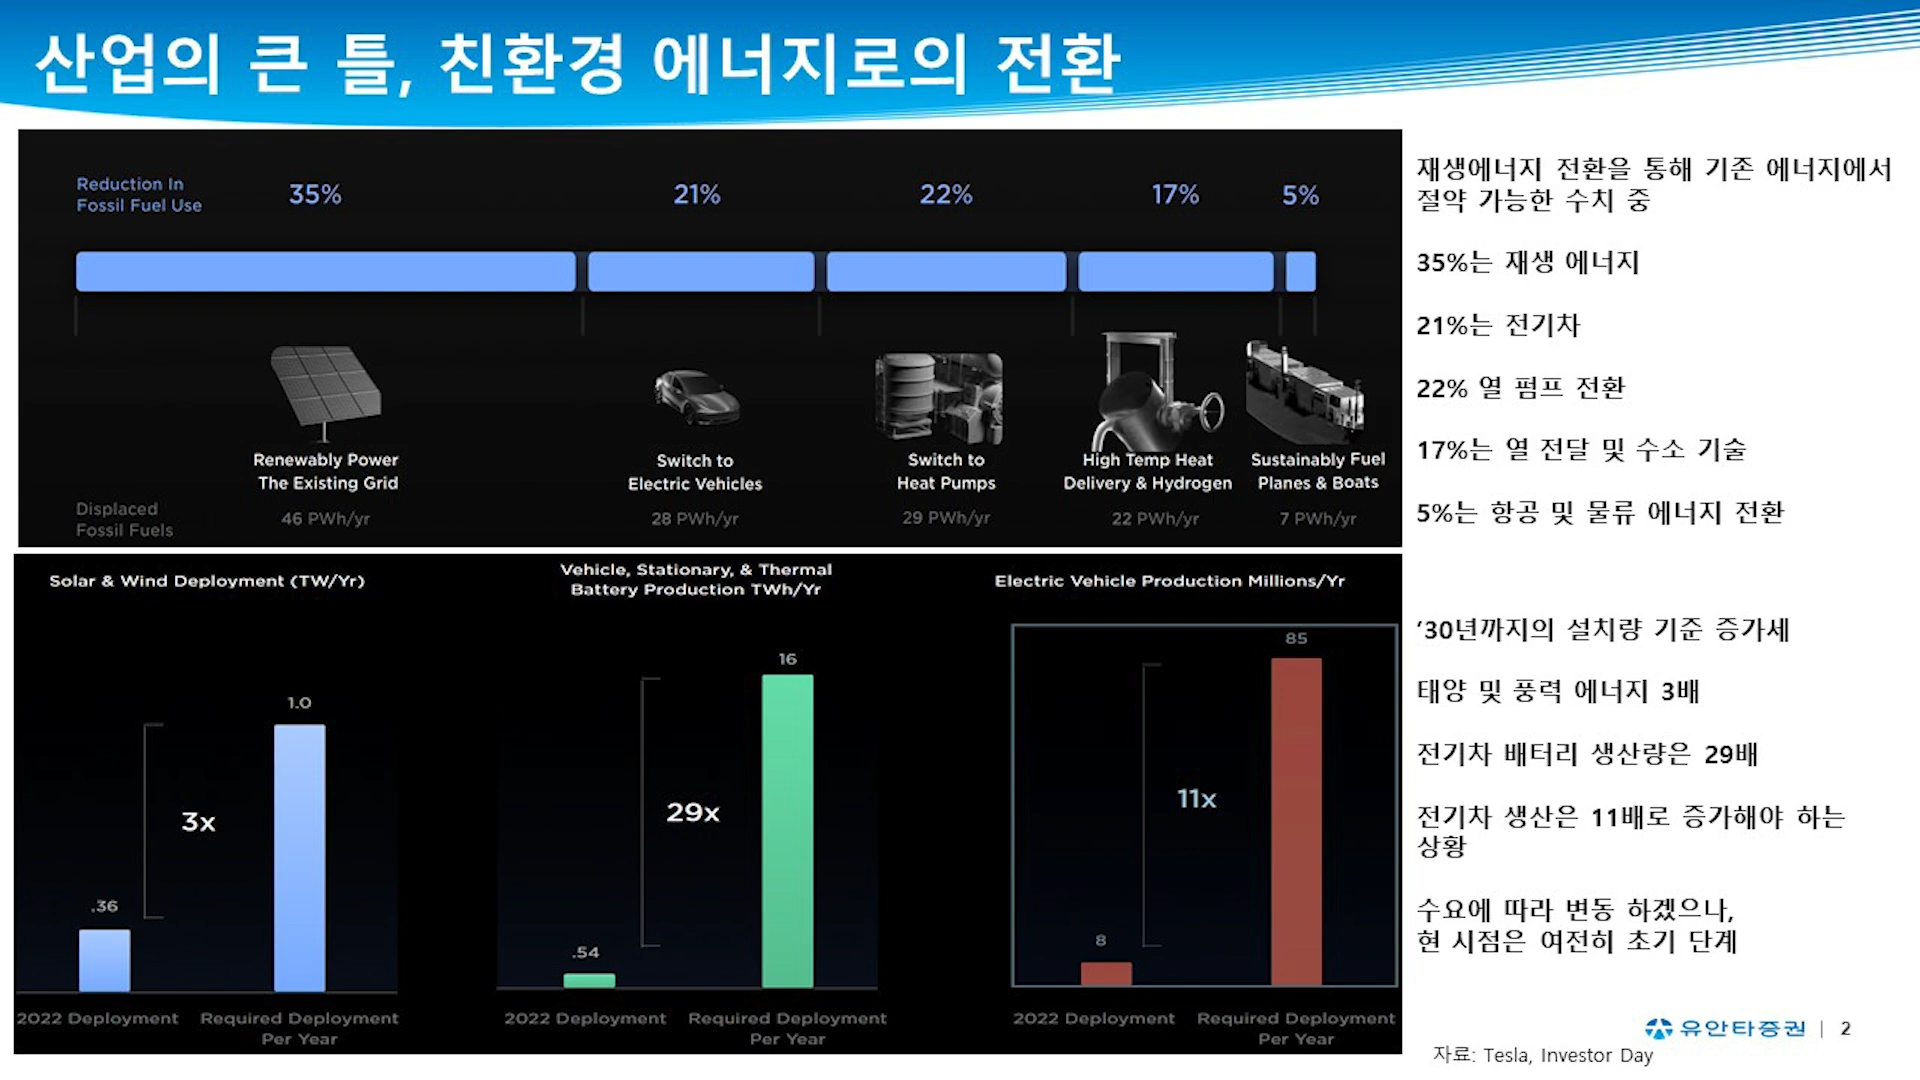 산업의 큰 틀, 친환경 에너지로의 전환
Reduction In
Fossil Fuel Use
35%
21%
22%
17%
5%
Renewably Power
The Existing Grid
Switch to
Electric Vehicles
Switch to
Heat Pumps
High Temp Heat
Delivery & Hydrogen
Sustainably Fuel
Planes & Boats
Displaced
Fossil Fuels
46 PWh/yr
28 PWh/yr
29 PWh/yr
22 PWh/yr
7 PWh/yr
재생에너지 전환을 통해 기존 에너지에서
절약 가능한 수치 중
35%는 재생 에너지
21%는 전기차
22% 열 펌프 전환
17%는 열 전달 및 수소 기술
5%는 항공 및 물류 에너지 전환
Solar & Wind Deployment (TW/Yr)
1.0
3x
.36
2022 Deployment
Required Deployment
Per Year
Vehicle, Stationary, & Thermal
Battery Production TWh/Yr
16
29x
.54
2022 Deployment
Required Deployment
Per Year
Electric Vehicle Production Millions/Yr
85
11x
8
2022 Deployment
Required Deployment
Per Year
‘30년까지의 설치량 기준 증가세
태양 및 풍력 에너지 3배
전기차 배터리 생산량은 29배
전기차 생산은 11배로 증가해야 하는
상황
수요에 따라 변동 하겠으나,
현 시점은 여전히 초기 단계
유안타증권 | 2
자료: Tesla, Investor Day